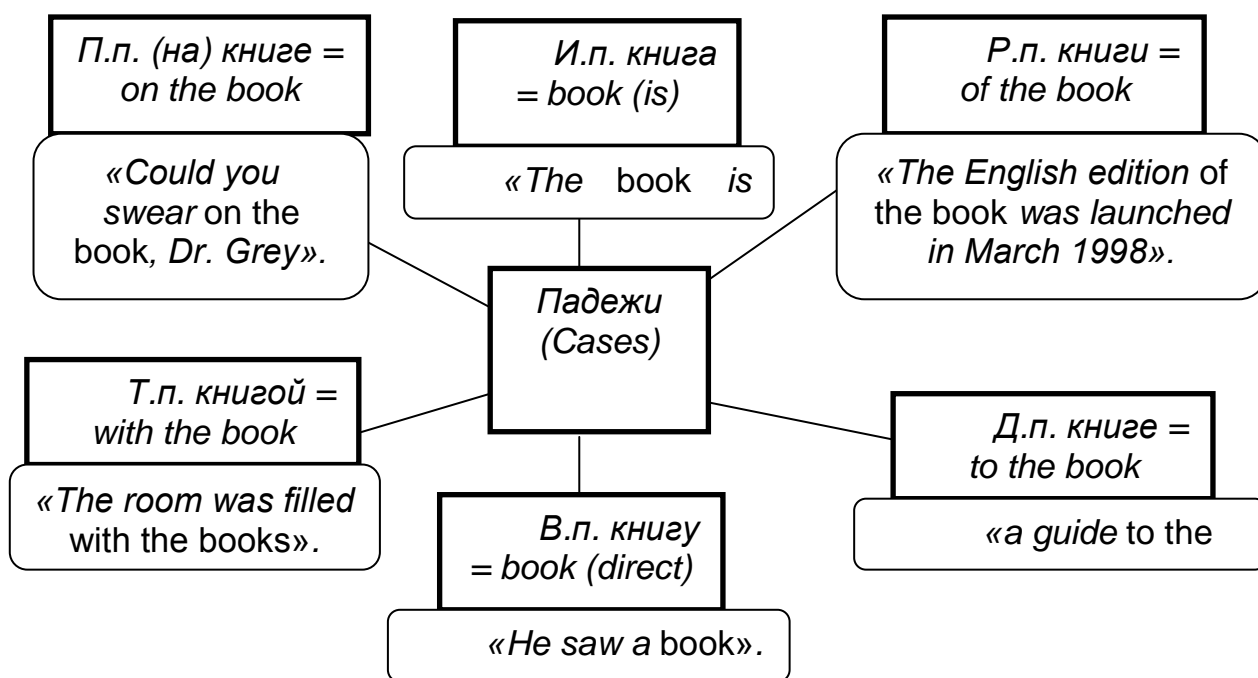 П.п. (на) книге =
on the book
«Could you
swear on the
book, Dr. Grey».
И.п. книга
= book (is)
«The book is
Р.п. книги =
of the book
«The English edition of
the book was launched
in March 1998».
Падежи
(Cases)
Т.п. книгой =
with the book
«The room was filled
with the books».
В.п. книгу
= book (direct)
«He saw a book».
Д.п. книге =
to the book
«a guide to the